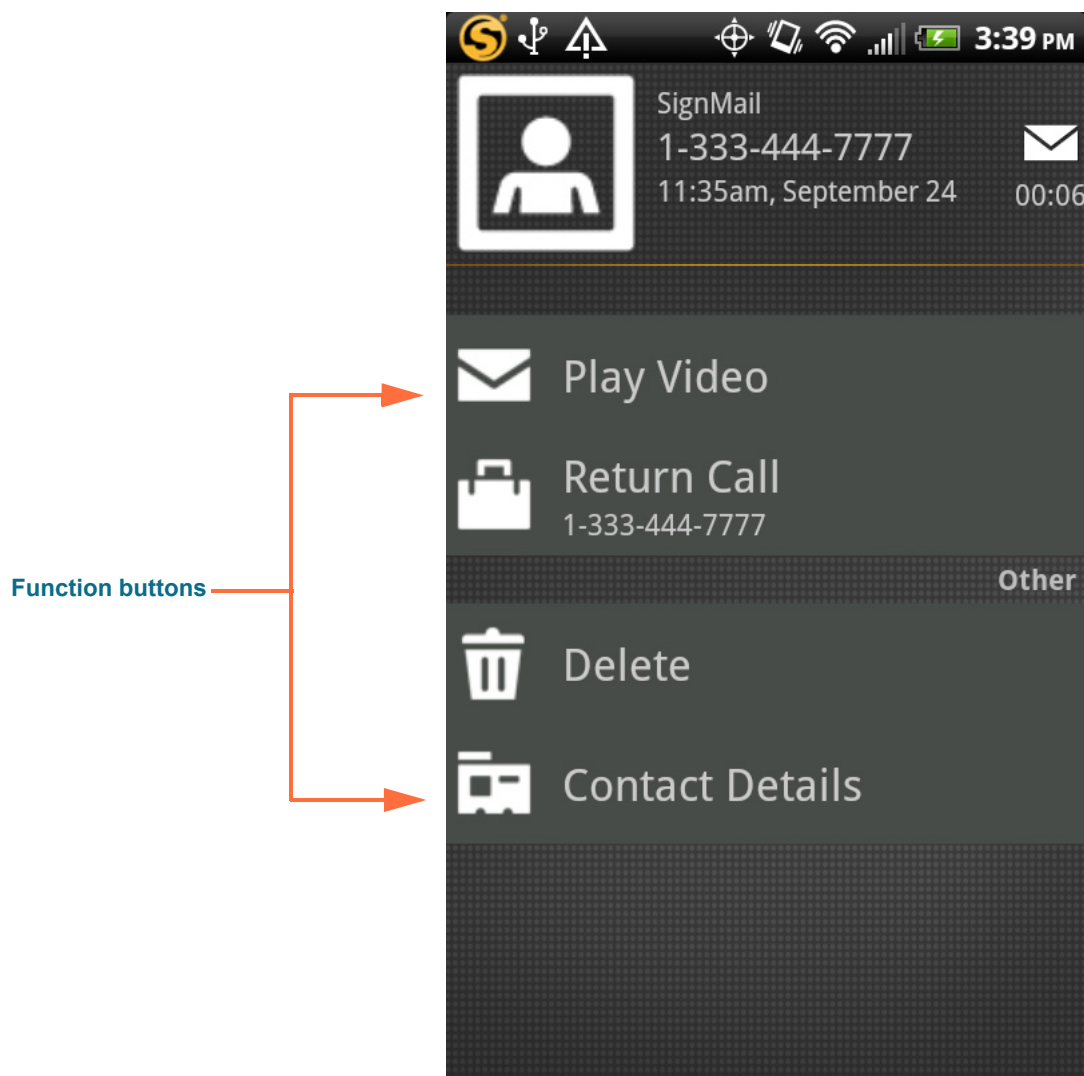 3:39 PM
SignMail
1-333-444-7777
11:35am, September 24
00:06
Play Video
Return Call
1-333-444-7777
Function buttons
Other
Delete
Contact Details